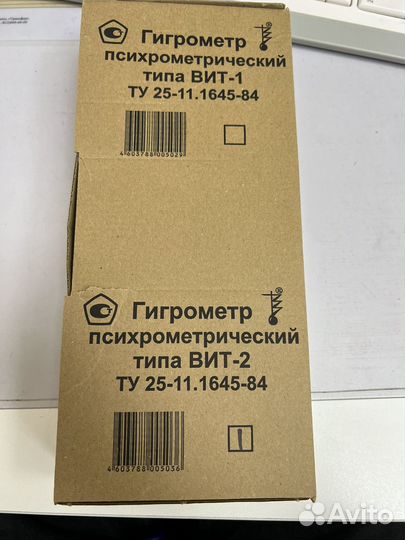 Гигрометр
психрометрический
типа ВИТ-1
ТУ 25-11.1645-84
4603788005029
Гигрометр
психрометрический
типа ВИТ-2
ТУ 25-11.1645-84
4603788005036
Avito